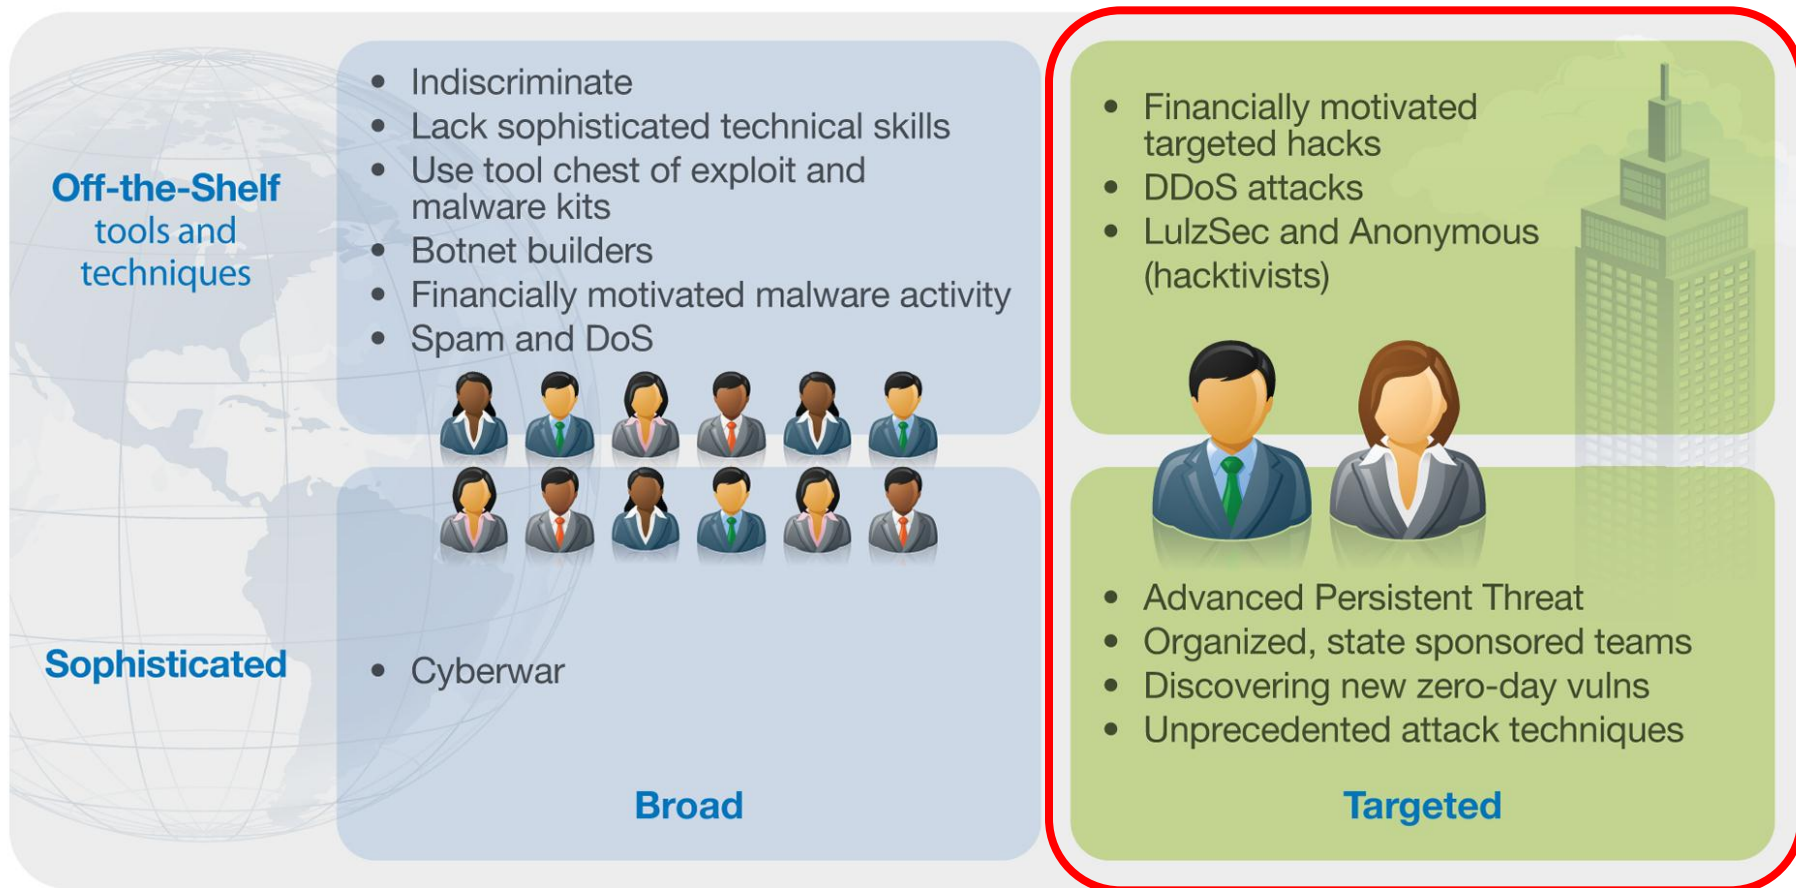 Off-the-Shelf
tools and
techniques
• Indiscriminate
• Lack sophisticated technical skills
• Use tool chest of exploit and
malware kits
• Botnet builders
• Financially motivated malware activity
• Spam and DoS
• Financially motivated
targeted hacks
• DDoS attacks
• LulzSec and Anonymous
(hacktivists)
Sophisticated
• Cyberwar
• Advanced Persistent Threat
• Organized, state sponsored teams
• Discovering new zero-day vulns
• Unprecedented attack techniques
Broad
Targeted